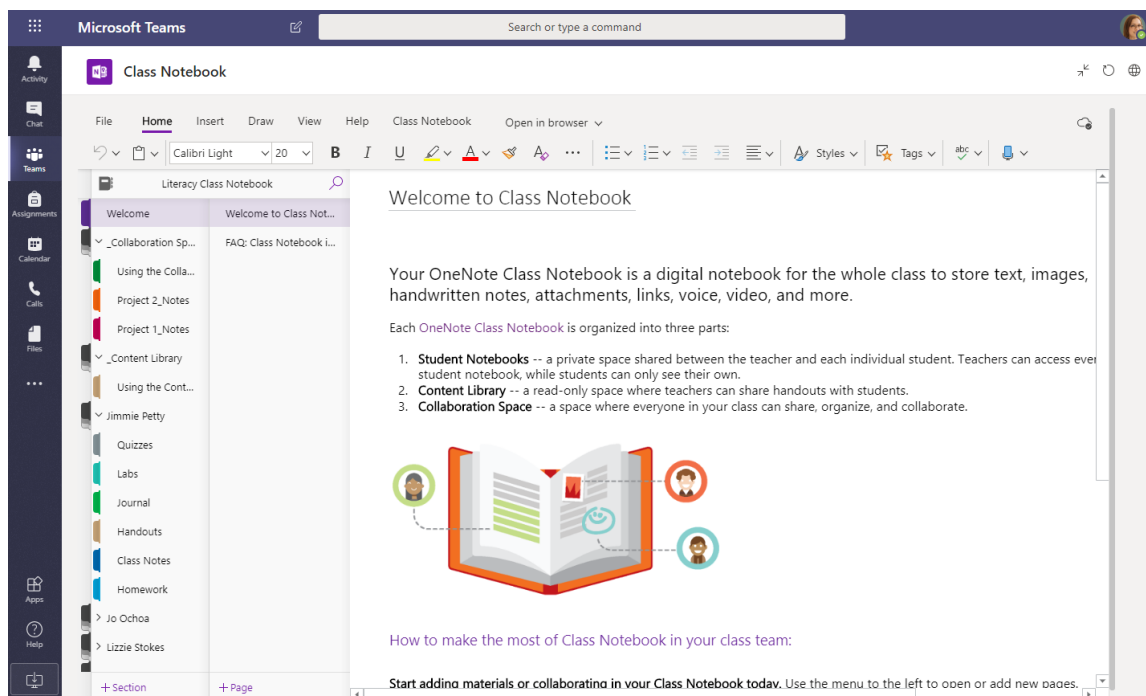 Microsoft Teams
Search or type a command
Activity
Chat
Teams
Assignments
Calendar
Calls
Files
Apps
Help
Class Notebook
File Home Insert Draw View Help Class Notebook Open in browser
Calibri Light 20 B I U A A Styles Tags abc
Literacy Class Notebook
Welcome
_Collaboration Sp...
Using the Colla...
Project 2_Notes
Project 1_Notes
_Content Library
Using the Cont...
Jimmie Petty
Quizzes
Labs
Journal
Handouts
Class Notes
Homework
Jo Ochoa
Lizzie Stokes
+ Section
Welcome to Class Not...
FAQ: Class Notebook i...
+ Page
Welcome to Class Notebook
Your OneNote Class Notebook is a digital notebook for the whole class to store text, images,
handwritten notes, attachments, links, voice, video, and more.
Each OneNote Class Notebook is organized into three parts:
1. Student Notebooks -- a private space shared between the teacher and each individual student. Teachers can access ever
student notebook, while students can only see their own.
2. Content Library -- a read-only space where teachers can share handouts with students.
3. Collaboration Space -- a space where everyone in your class can share, organize, and collaborate.
How to make the most of Class Notebook in your class team:
Start adding materials or collaborating in your Class Notebook today. Use the menu to the left to open or add new pages.